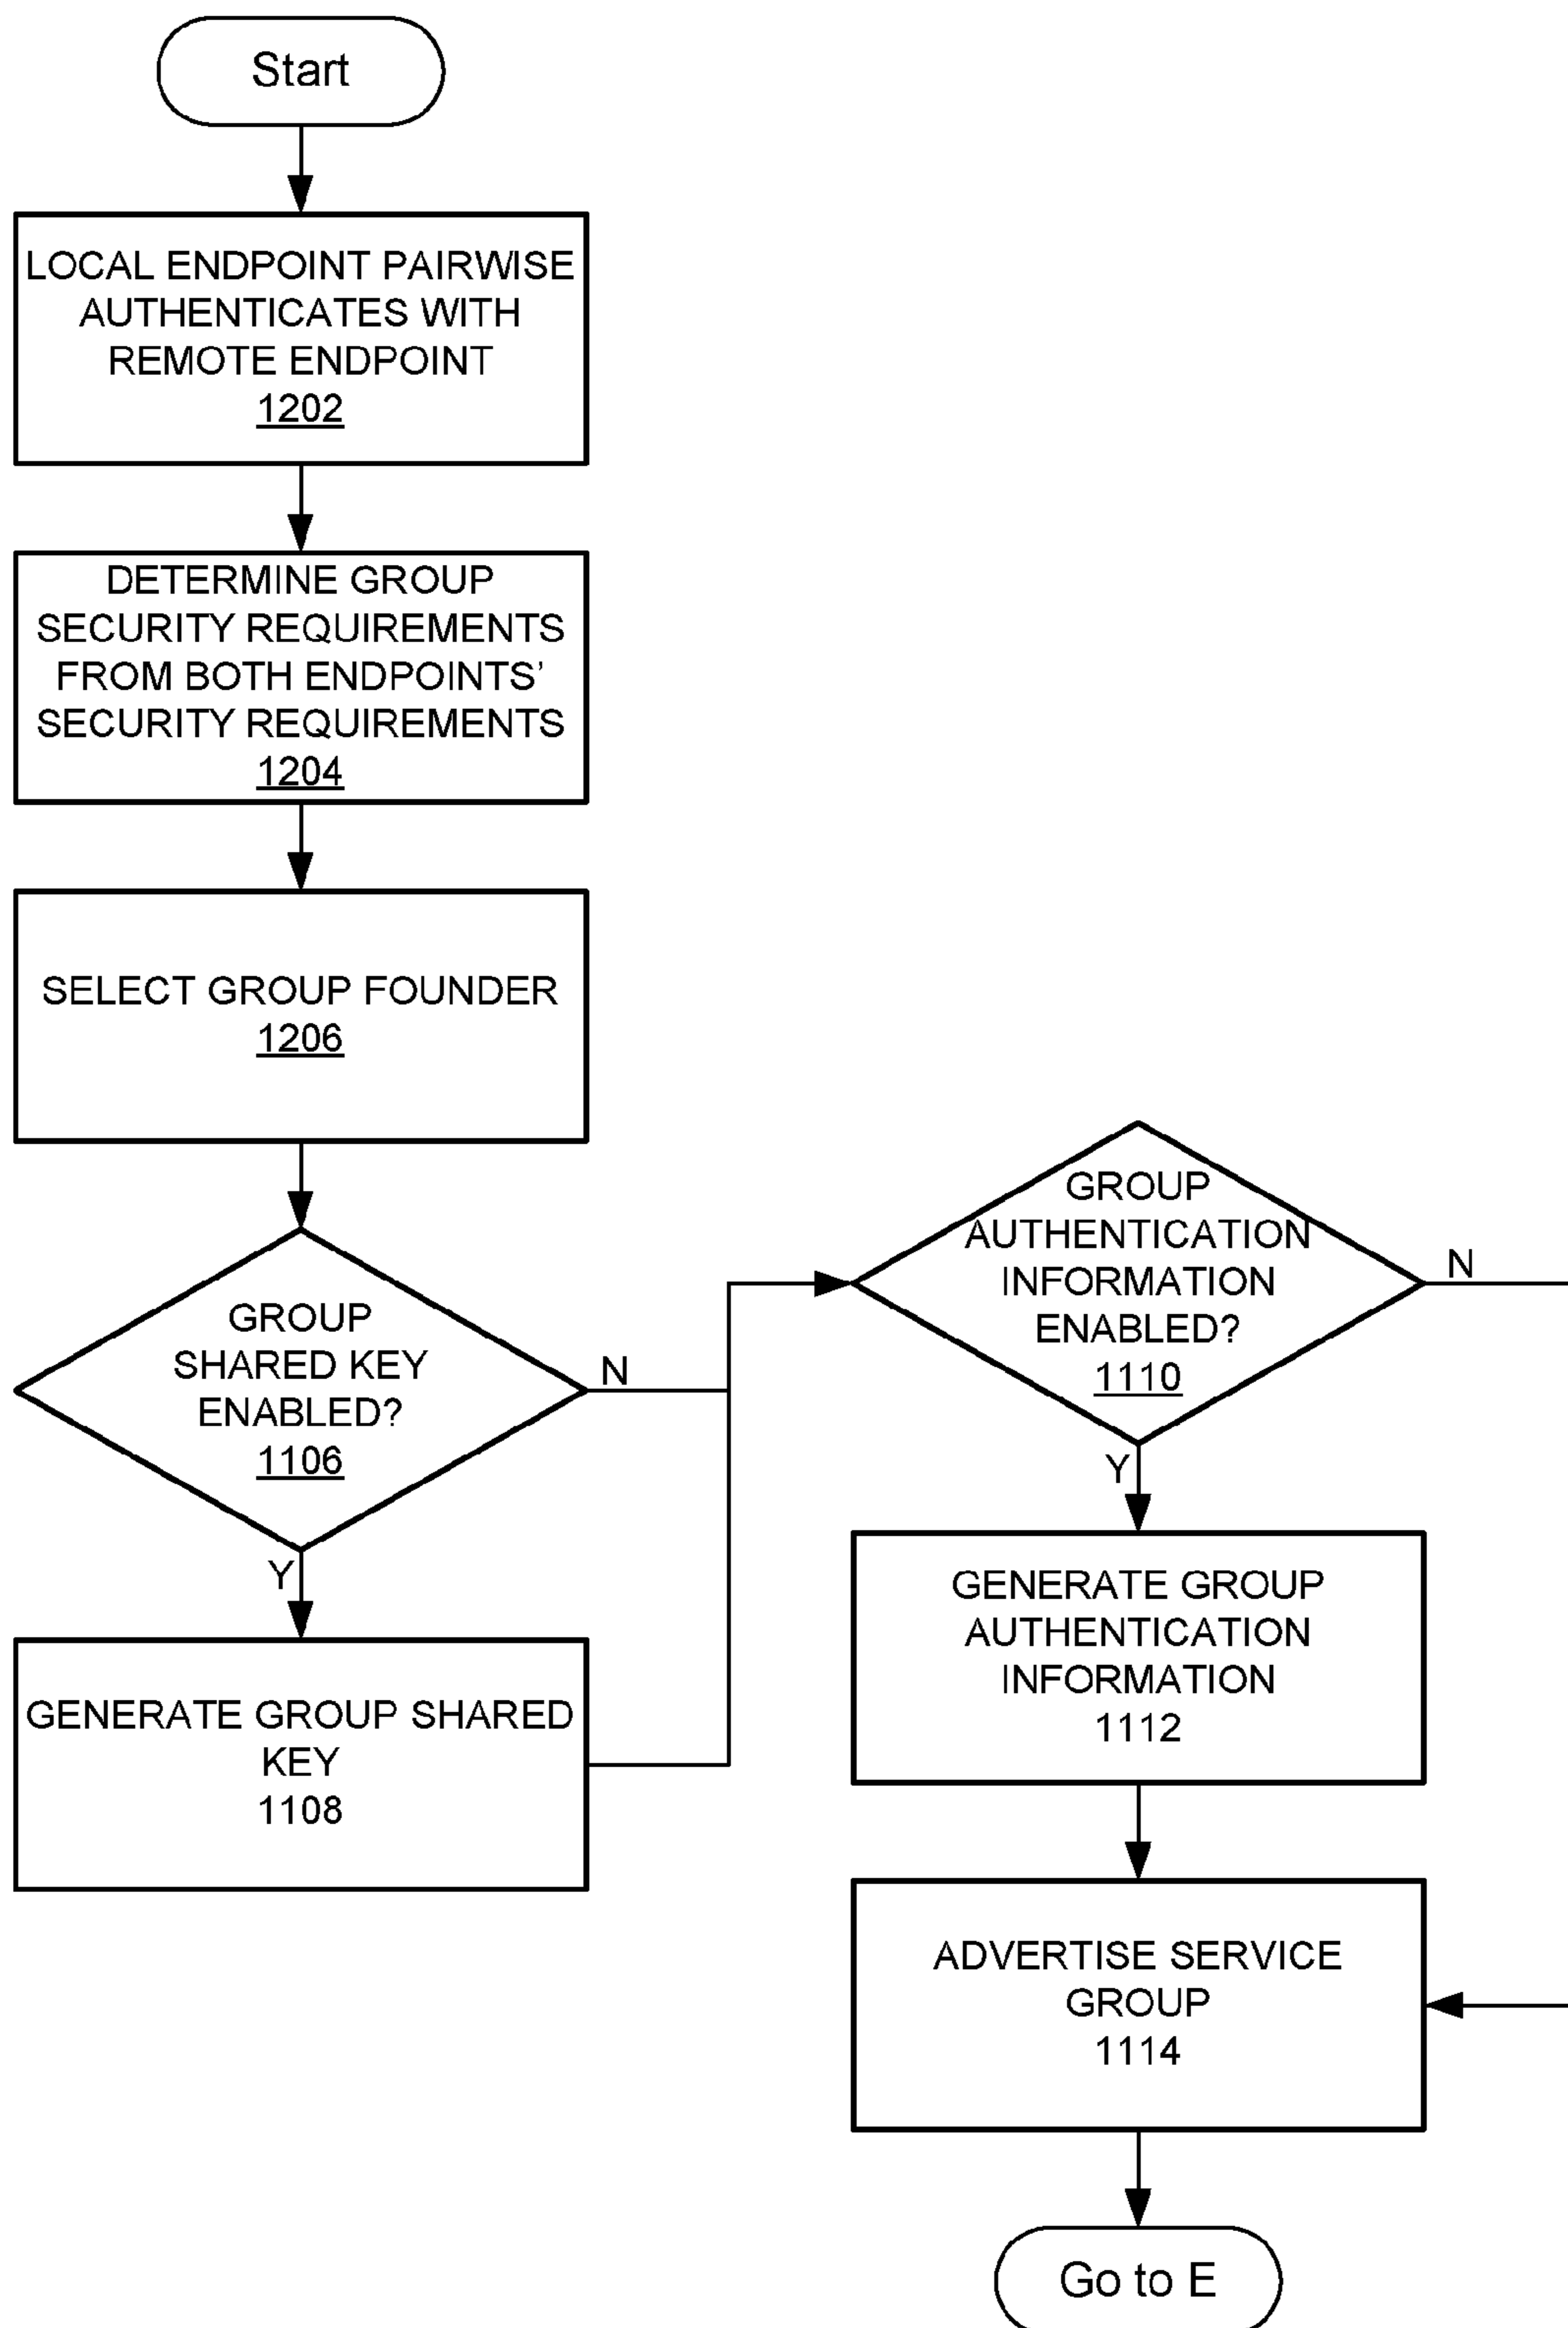 Start
LOCAL ENDPOINT PAIRWISE
AUTHENTICATES WITH
REMOTE ENDPOINT
1202
DETERMINE GROUP
SECURITY REQUIREMENTS
FROM BOTH ENDPOINTS’
SECURITY REQUIREMENTS
1204
SELECT GROUP FOUNDER
1206
GROUP
SHARED KEY
ENABLED?
1106
N
Y
GENERATE GROUP SHARED
KEY
1108
GROUP
AUTHENTICATION
INFORMATION
ENABLED?
1110
N
Y
GENERATE GROUP
AUTHENTICATION
INFORMATION
1112
ADVERTISE SERVICE
GROUP
1114
Go to E